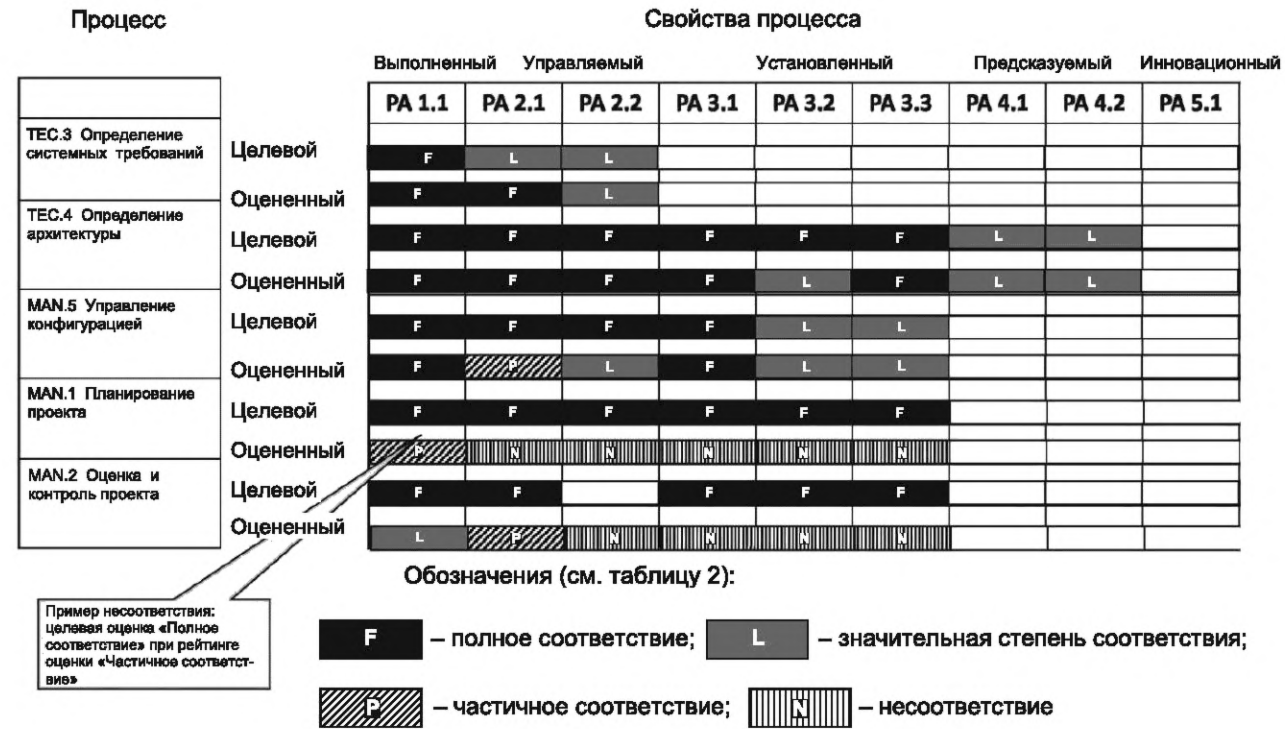 Процесс
Свойства процесса
Выполненный Управляемый Установленный Предсказуемый Инновационный
PA 1.1 PA 2.1 PA 2.2 PA 3.1 PA 3.2 PA 3.3 PA 4.1 PA 4.2 PA 5.1
TEC.3 Определение
системных требований
Целевой
F L L
Оцененный
F F L
TEC.4 Определение
архитектуры
Целевой
F F F F F F L L
Оцененный
F F F F L F L L
MAN.5 Управление
конфигурацией
Целевой
F F F F L L
Оцененный
F P L F L L
MAN.1 Планирование
проекта
Целевой
F F F F F F
Оцененный
P N N N N N
MAN.2 Оценка и
контроль проекта
Целевой
F F F F F
Оцененный
L P N N N N
Пример несоответствия:
целевая оценка «Полное
соответствие» при рейтинге
оценки «Частичное соответст-
вие»
Обозначения (см. таблицу 2):
F – полное соответствие; L – значительная степень соответствия;
P – частичное соответствие; N – несоответствие